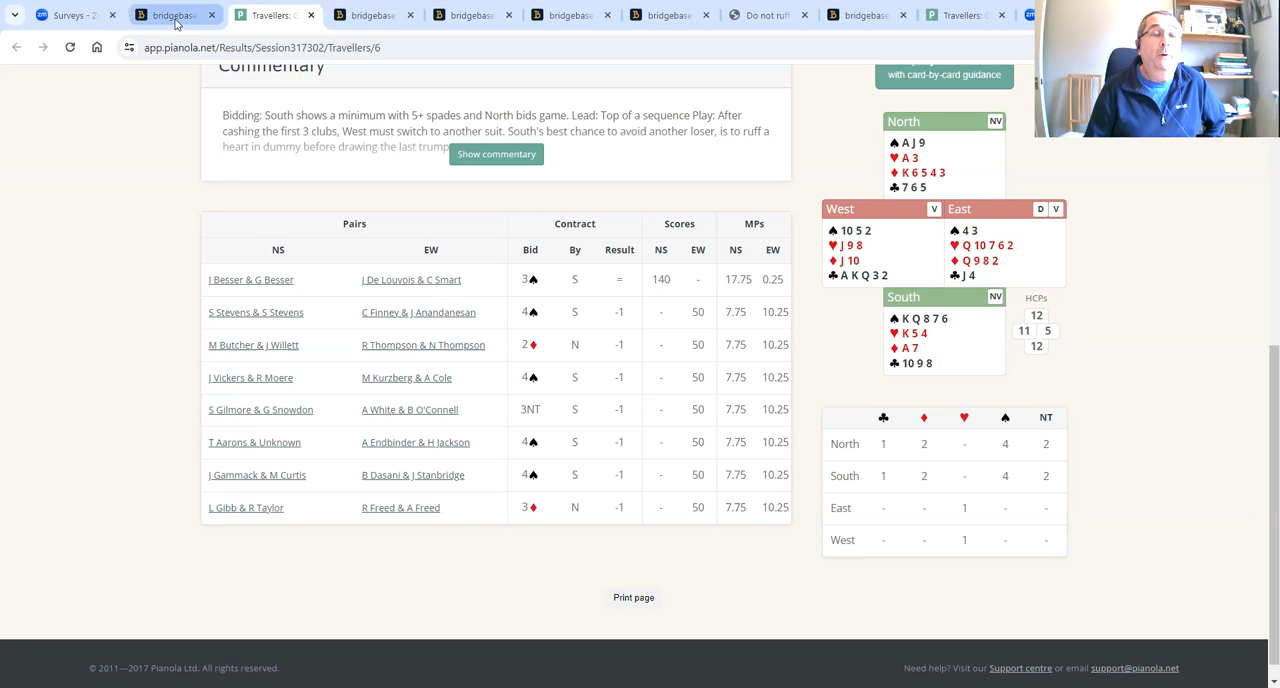 Surveys - Z
bridgebase
Travellers: C
bridgebase
bridgebase
bridgebase
bridgebase
Do not ruff
bridgebase
Travellers: C
app.pianola.net/Results/Session317302/Travellers/6
Commentary
with card-by-card guidance
Bidding: South shows a minimum with 5+ spades and North bids game. Lead: Top of a sequence Play: After
cashing the first 3 clubs, West must switch to another suit. South's best chance to avoid another loser, is to ruff a
heart in dummy before drawing the last trump
Show commentary
North NV
♠ A J 9
♥ A 3
♦ K 6 5 4 3
♣ 7 6 5
West V East D V
♠ 10 5 2 ♠ 4 3
♥ J 9 8 ♥ Q 10 7 6 2
♦ J 10 ♦ Q 9 8 2
♣ A K Q 3 2 ♣ J 4
South NV
♠ K Q 8 7 6
♥ K 5 4
♦ A 7
♣ 10 9 8
HCPs
12
11 5
12
Pairs Contract Scores MPs
NS EW Bid By Result NS EW NS EW
J Besser & P Besser I De Louvois & C Smart 3♠ S = 140 17.75 0.25
S Stevens & S Stevens C Finney & J Anandanesan 4♠ S -1 - 50 7.75 10.25
M Butcher & J Willett R Thompson & N Thompson 2♦ N -1 - 50 7.75 10.25
J Vickers & R Moere M Kurzberg & A Cole 4♠ S -1 - 50 7.75 10.25
S Gilmore & G Snowdon A White & B O'Connell 3NT S -1 50 7.75 10.25
T Aarons & Unknown A Endbinder & H Jackson 4♠ S -1 - 50 7.75 10.25
J Gammack & M Curtis B Dasani & J Stanbridge 4♠ S -1 - 50 7.75 10.25
L Gibb & R Taylor R Freed & A Freed 3♦ N -1 50 7.75 10.25
♣ ♦ ♥ ♠ NT
North 1 2 - 4 2
South 1 2 - 4 2
East - - 1 - -
West - - 1 - -
Print page
© 2011—2017 Pianola Ltd. All rights reserved.
Need help? Visit our Support centre or email support@pianola.net